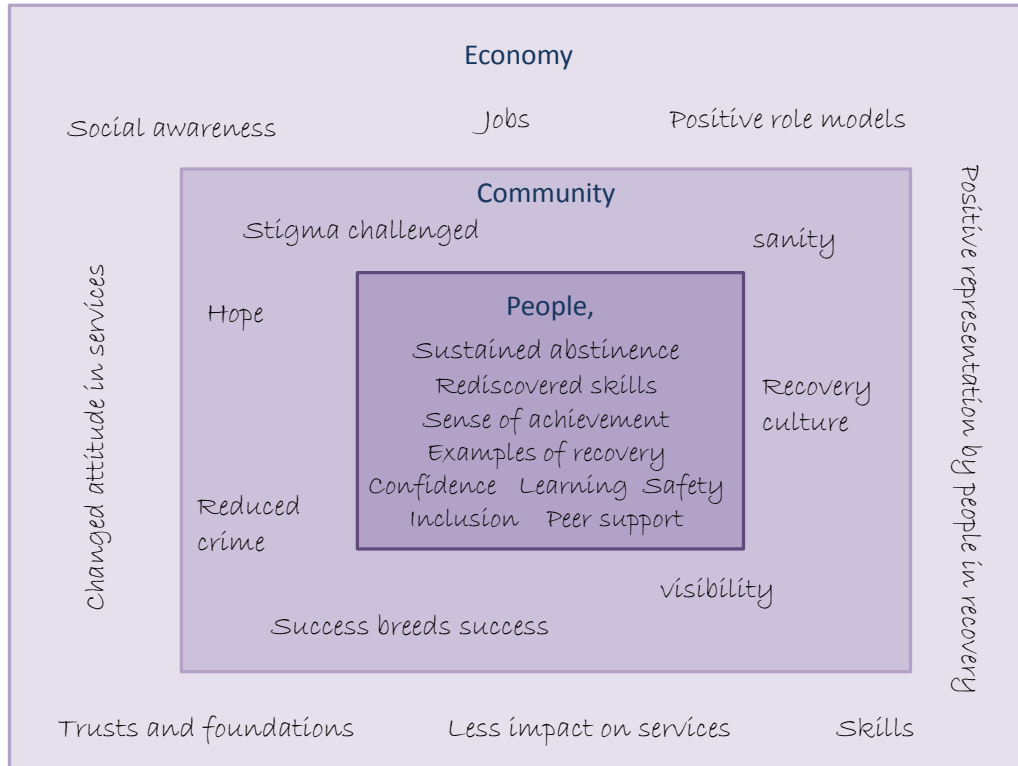 Economy
Social awareness
Jobs
Positive role models
Changed attitude in services
Community
Stigma challenged
sanity
Hope
People,
Sustained abstinence
Rediscovered skills
Sense of achievement
Examples of recovery
Confidence Learning Safety
Inclusion Peer support
Recovery
culture
Reduced
crime
visibility
Success breeds success
Positive representation by people in recovery
Trusts and foundations
Less impact on services
Skills